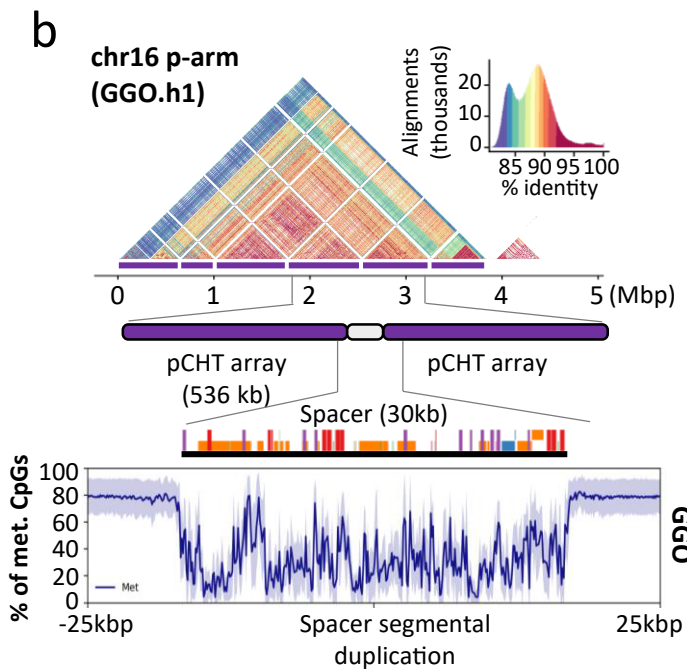 b
chr16 p-arm
(GGO.h1)
Alignments
(thousands)
20
10
0
85 90 95 100
% identity
0 1 2 3 4 5 (Mbp)
pCHT array
(536 kb)
pCHT array
Spacer (30kb)
% of met. CpGs
100
80
60
40
20
0
Met
GGO
-25kbp
Spacer segmental
duplication
25kbp